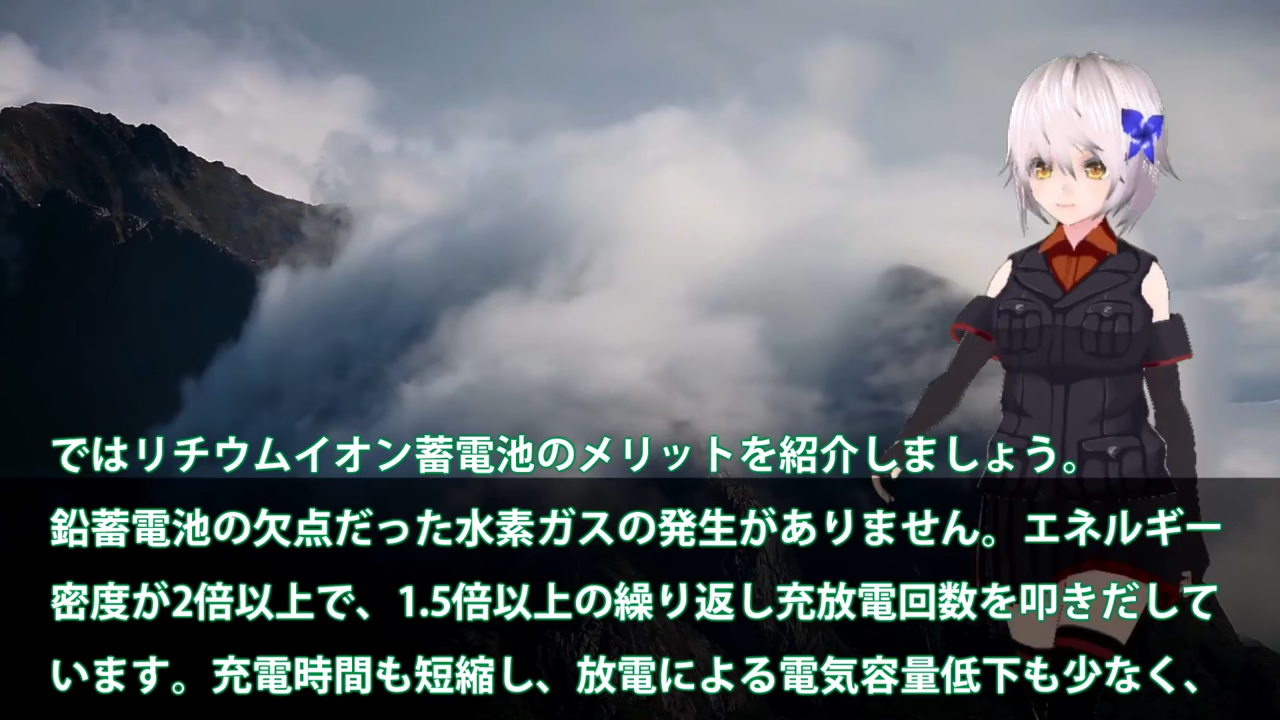 ではリチウムイオン蓄電池のメリットを紹介しましょう。
鉛蓄電池の欠点だった水素ガスの発生がありません。エネルギー
密度が2倍以上で、1.5倍以上の繰り返し充放電回数を叩きだして
います。充電時間も短縮し、放電による電気容量低下も少なく、